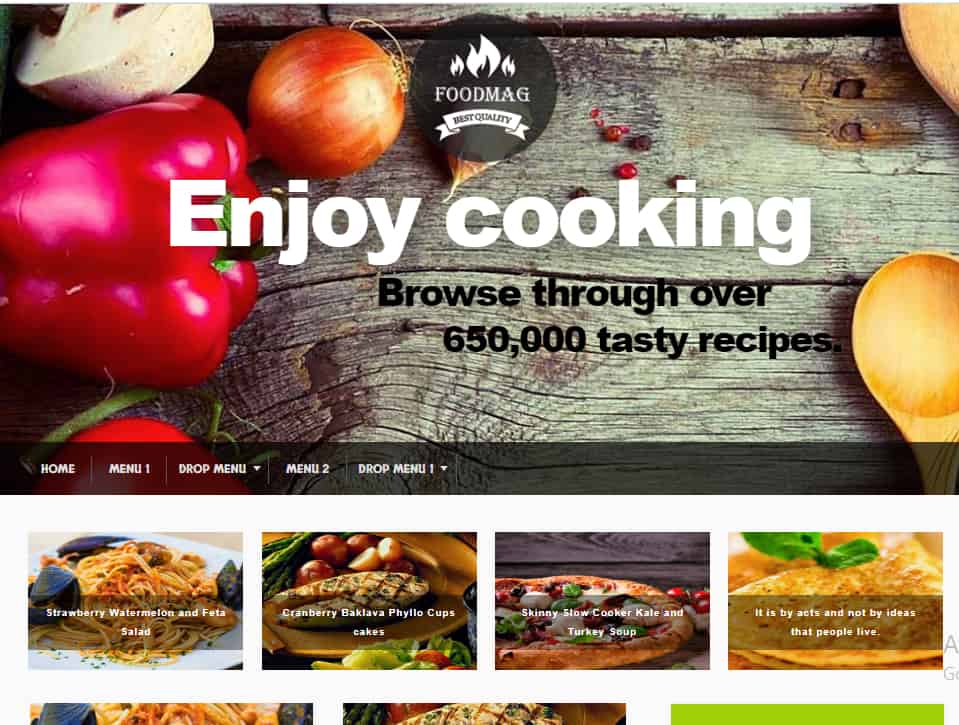 FOODMAG
BEST QUALITY
Enjoy cooking
Browse through over
650,000 tasty recipes.
HOME
MENU 1
DROP MENU
MENU 2
DROP MENU 1
Strawberry Watermelon and Feta
Salad
Cranberry Baklava Phyllo Cups
cakes
Skinny Slow Cooker Kale and
Turkey Soup
It is by acts and not by ideas
that people live.
A
Go